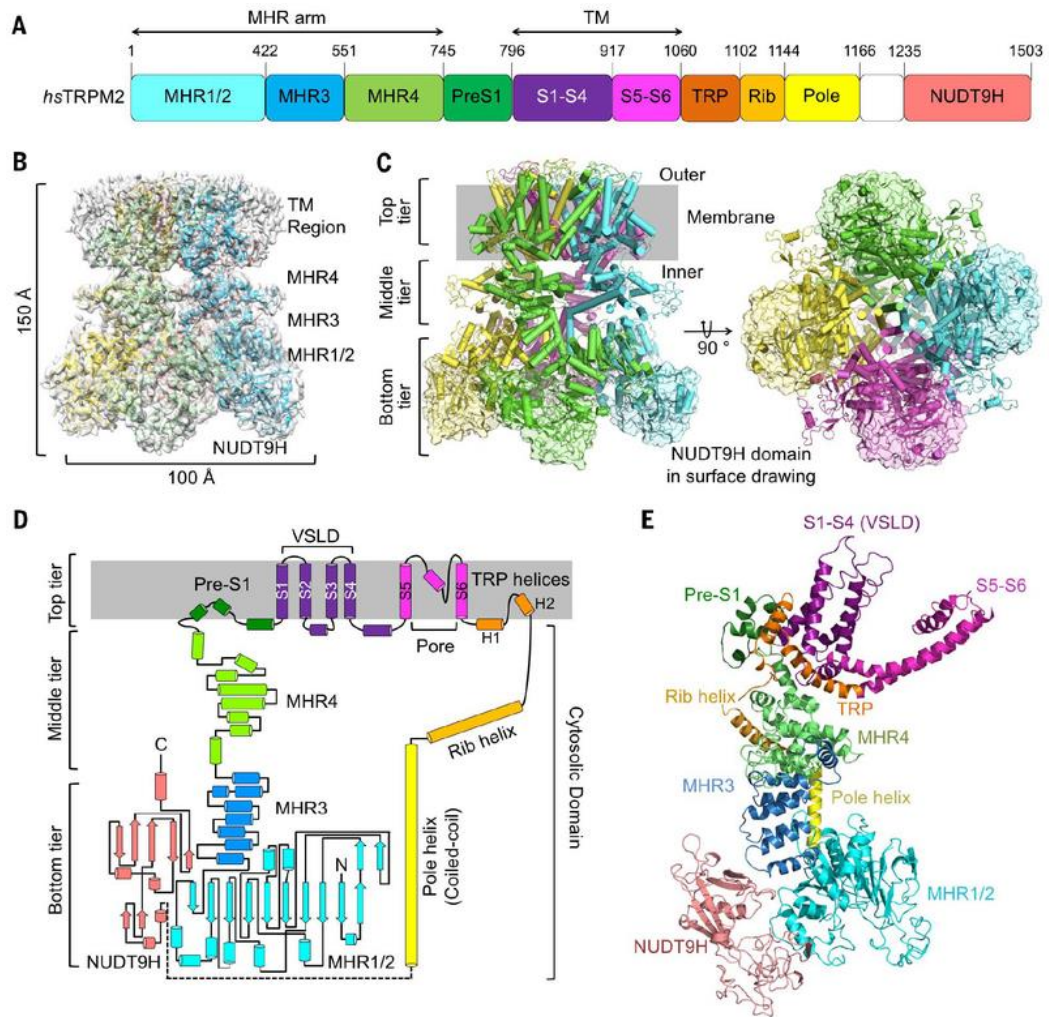 A
MHR arm
TM
1 422 551 745 796 917 1060 1102 1144 1166 1235 1503
hsTRPM2 MHR1/2 MHR3 MHR4 PreS1 S1-S4 S5-S6 TRP Rib Pole NUDT9H
B
150 Å
TM
Region
MHR4
MHR3
MHR1/2
NUDT9H
100 Å
C
Top
tier
Middle
tier
Bottom
tier
Outer
Membrane
Inner
90 °
NUDT9H domain
in surface drawing
D
VSLD
Top tier
Middle tier
Bottom tier
Pre-S1
S1
S2
S3
S4
S5
S6
TRP helices
H2
H1
Pore
MHR4
Rib helix
C
MHR3
N
Pole helix
(Coiled-coil)
Cytosolic Domain
NUDT9H
MHR1/2
E
S1-S4 (VSLD)
S5-S6
Pre-S1
Rib helix
TRP
MHR4
MHR3
Pole helix
MHR1/2
NUDT9H